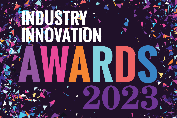 INDUSTRY
INNOVATION
AWARDS
2023